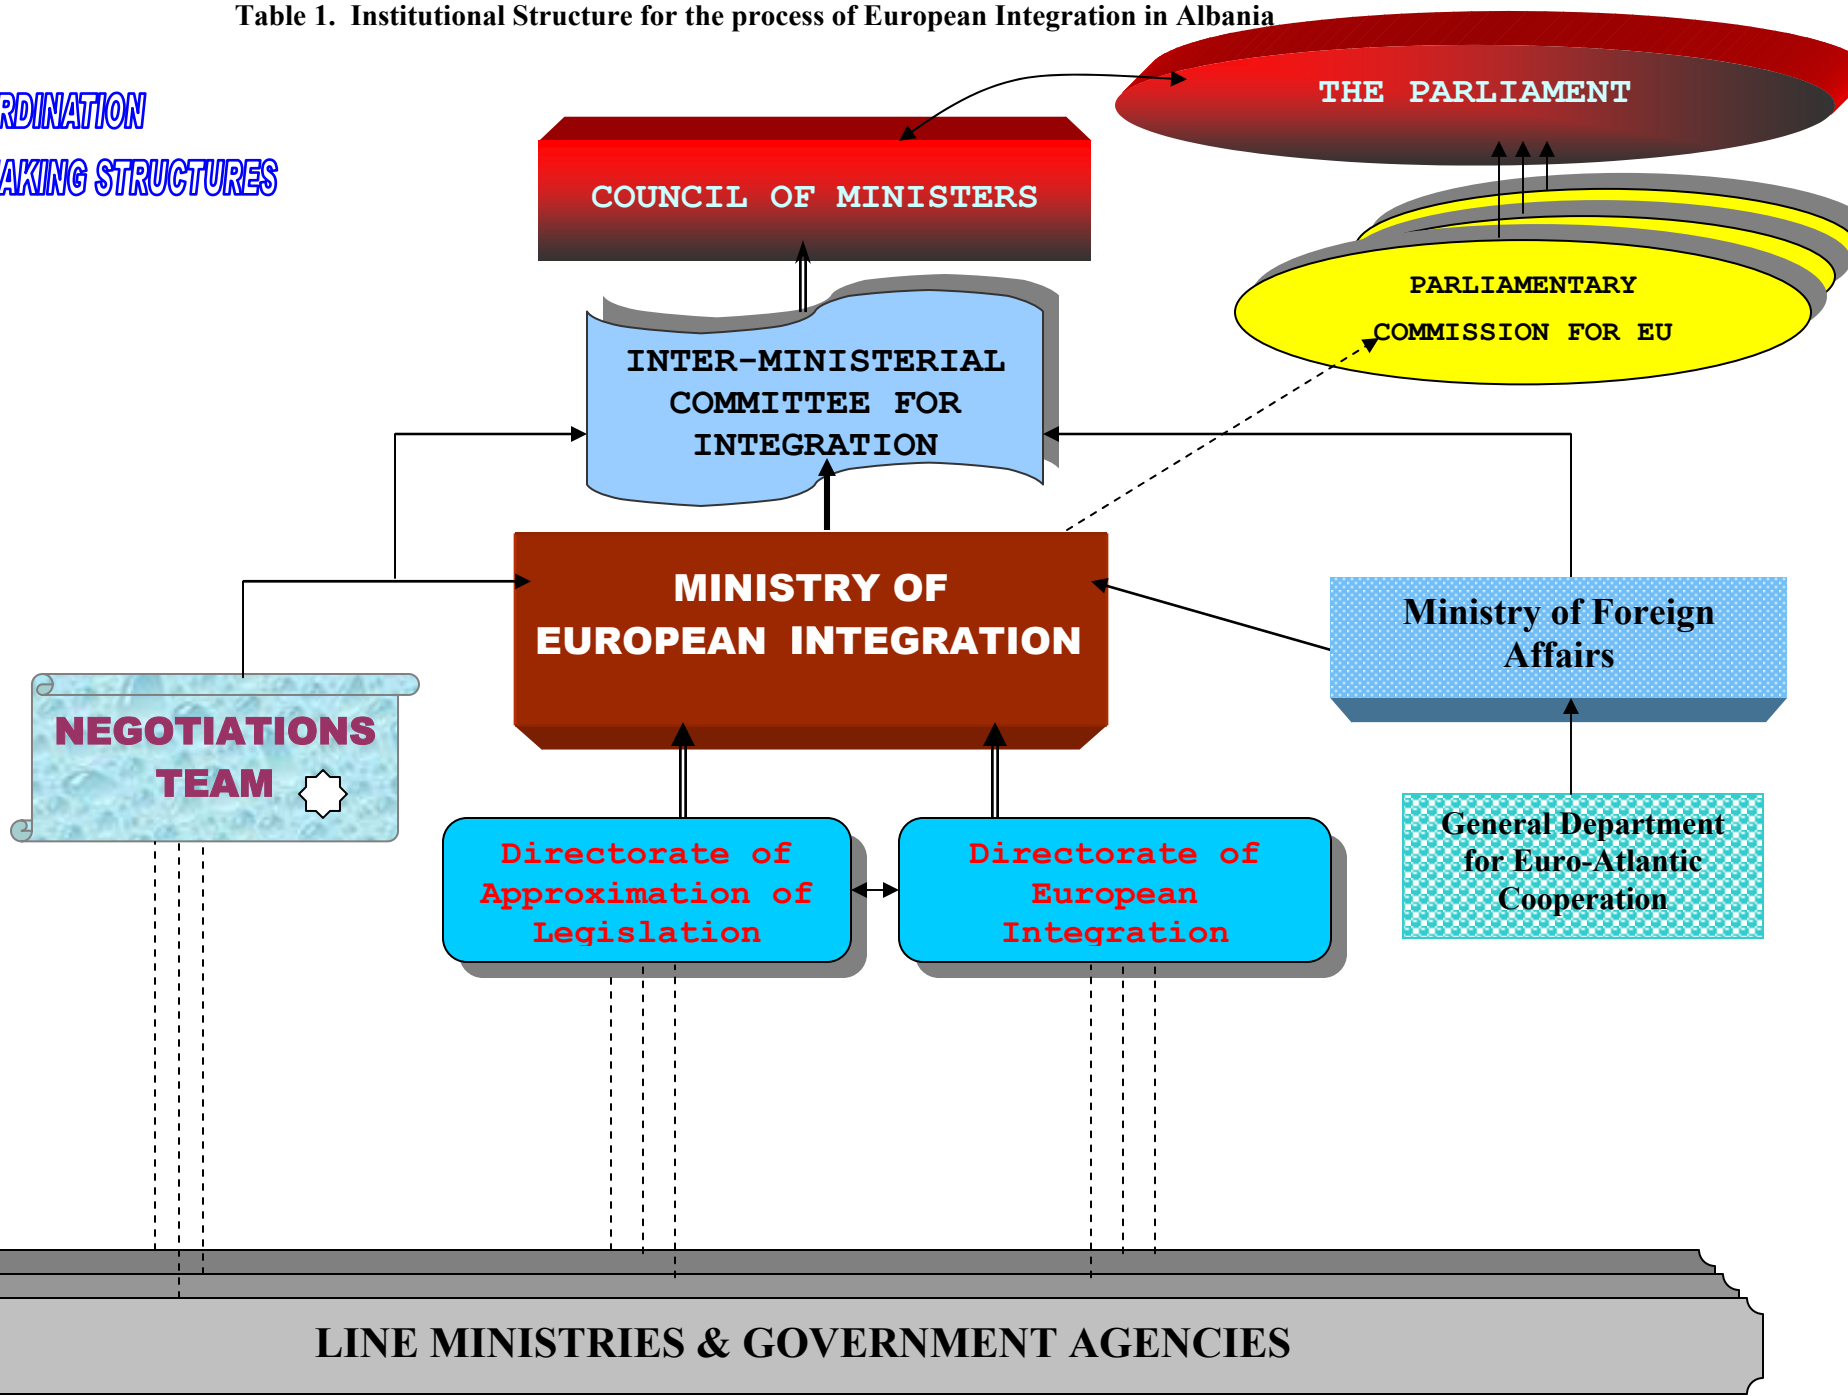 Table 1. Institutional Structure for the process of European Integration in Albania
THE PARLIAMENT
RDINATION
AKING STRUCTURES
COUNCIL OF MINISTERS
PARLIAMENTARY
COMMISSION FOR EU
INTER-MINISTERIAL
COMMITTEE FOR
INTEGRATION
MINISTRY OF
EUROPEAN INTEGRATION
Ministry of Foreign
Affairs
NEGOTIATIONS
TEAM
Directorate of
Approximation of
Legislation
Directorate of
European
Integration
General Department
for Euro-Atlantic
Cooperation
LINE MINISTRIES & GOVERNMENT AGENCIES